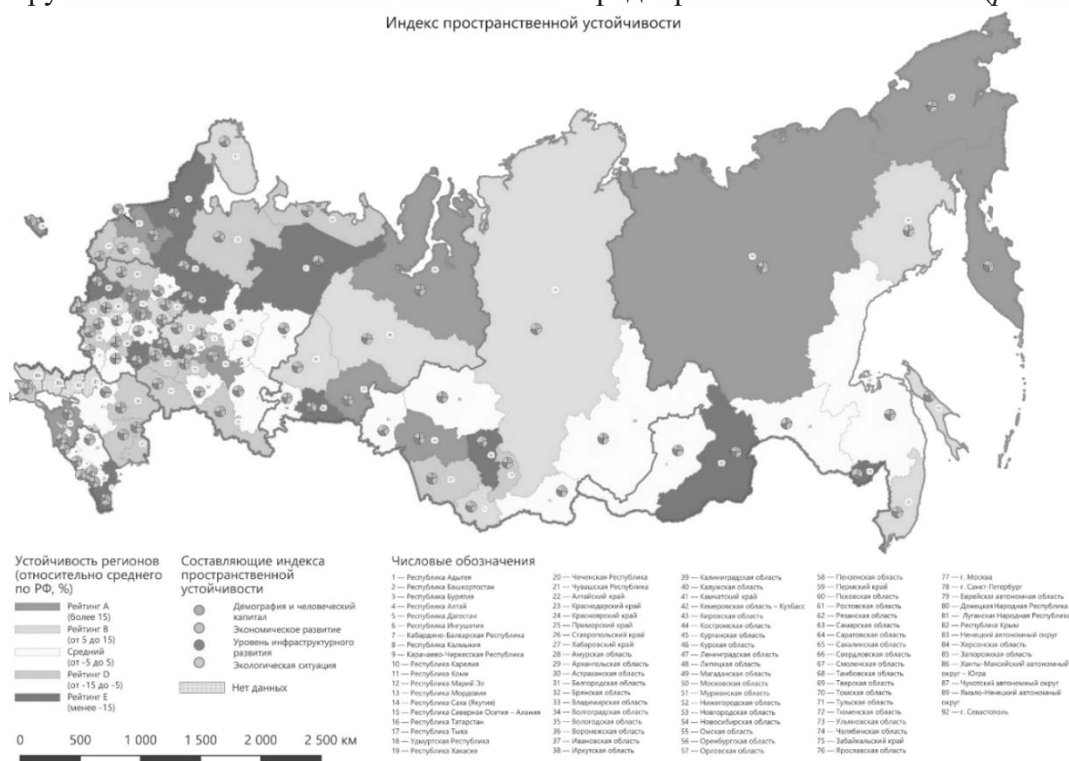 Индекс пространственной устойчивости
Устойчивость регионов
(относительно среднего
по РФ, %)
Рейтинг A
(более 15)
Рейтинг B
(от 5 до 15)
Средний
(от -5 до 5)
Рейтинг D
(от -15 до -5)
Рейтинг E
(менее -15)
Составляющие индекса
пространственной
устойчивости
Демография и человеческий
капитал
Экономическое развитие
Уровень инфраструктурного
развития
Экологическая ситуация
Нет данных
0 500 1 000 1 500 2 000 2 500 км
Числовые обозначения
1 — Республика Адыгея
2 — Республика Башкортостан
3 — Республика Бурятия
4 — Республика Алтай
5 — Республика Дагестан
6 — Республика Ингушетия
7 — Кабардино-Балкарская Республика
8 — Республика Калмыкия
9 — Карачаево-Черкесская Республика
10 — Республика Карелия
11 — Республика Коми
12 — Республика Марий Эл
13 — Республика Мордовия
14 — Республика Саха (Якутия)
15 — Республика Северная Осетия – Алания
16 — Республика Татарстан
17 — Республика Тыва
18 — Удмуртская Республика
19 — Республика Хакасия
20 — Чеченская Республика
21 — Чувашская Республика
22 — Алтайский край
23 — Краснодарский край
24 — Красноярский край
25 — Приморский край
26 — Ставропольский край
27 — Хабаровский край
28 — Амурская область
29 — Архангельская область
30 — Астраханская область
31 — Белгородская область
32 — Брянская область
33 — Владимирская область
34 — Волгоградская область
35 — Вологодская область
36 — Воронежская область
37 — Ивановская область
38 — Иркутская область
39 — Калининградская область
40 — Калужская область
41 — Камчатский край
42 — Кемеровская область – Кузбасс
43 — Кировская область
44 — Костромская область
45 — Курганская область
46 — Курская область
47 — Ленинградская область
48 — Липецкая область
49 — Магаданская область
50 — Московская область
51 — Мурманская область
52 — Нижегородская область
53 — Новгородская область
54 — Новосибирская область
55 — Омская область
56 — Оренбургская область
57 — Орловская область
58 — Пензенская область
59 — Пермский край
60 — Псковская область
61 — Ростовская область
62 — Рязанская область
63 — Самарская область
64 — Саратовская область
65 — Сахалинская область
66 — Свердловская область
67 — Смоленская область
68 — Тамбовская область
69 — Тверская область
70 — Томская область
71 — Тульская область
72 — Тюменская область
73 — Ульяновская область
74 — Челябинская область
75 — Забайкальский край
76 — Ярославская область
77 — г. Москва
78 — г. Санкт-Петербург
79 — Еврейская автономная область
80 — Донецкая Народная Республика
81 — Луганская Народная Республика
82 — Республика Крым
83 — Ненецкий автономный округ
84 — Херсонская область
85 — Запорожская область
86 — Ханты-Мансийский автономный
округ – Югра
87 — Чукотский автономный округ
89 — Ямало-Ненецкий автономный
округ
92 — г. Севастополь